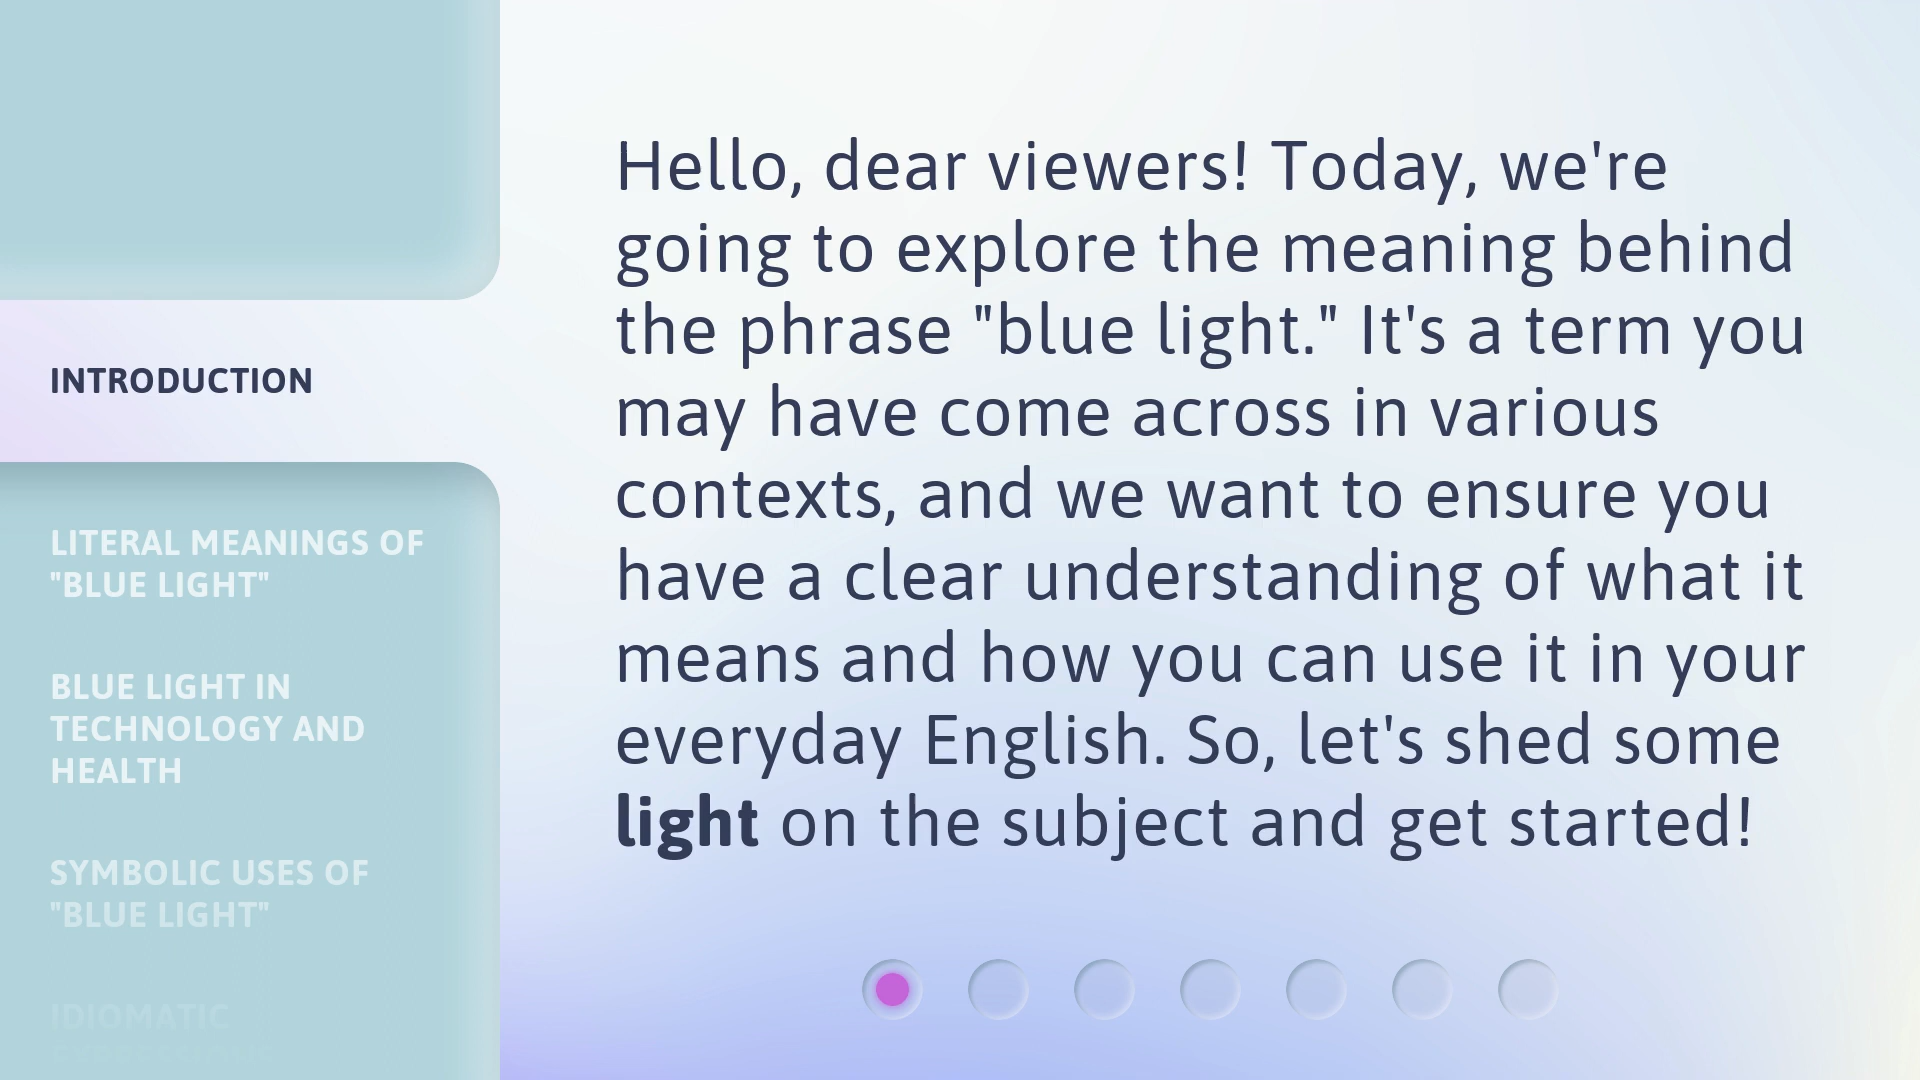 INTRODUCTION
LITERAL MEANINGS OF
"BLUE LIGHT"
BLUE LIGHT IN
TECHNOLOGY AND
HEALTH
SYMBOLIC USES OF
"BLUE LIGHT"
IDIOMATIC
EXPRESSIONS
Hello, dear viewers! Today, we're
going to explore the meaning behind
the phrase "blue light." It's a term you
may have come across in various
contexts, and we want to ensure you
have a clear understanding of what it
means and how you can use it in your
everyday English. So, let's shed some
light on the subject and get started!